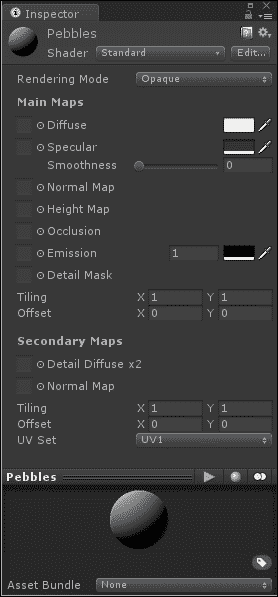 Inspector
Pebbles
Shader Standard Edit...
Rendering Mode Opaque
Main Maps
Diffuse
Specular
Smoothness 0
Normal Map
Height Map
Occlusion
Emission 1
Detail Mask
Tiling X 1 Y 1
Offset X 0 Y 0
Secondary Maps
Detail Diffuse x2
Normal Map
Tiling X 1 Y 1
Offset X 0 Y 0
UV Set UV1
Pebbles
Asset Bundle None